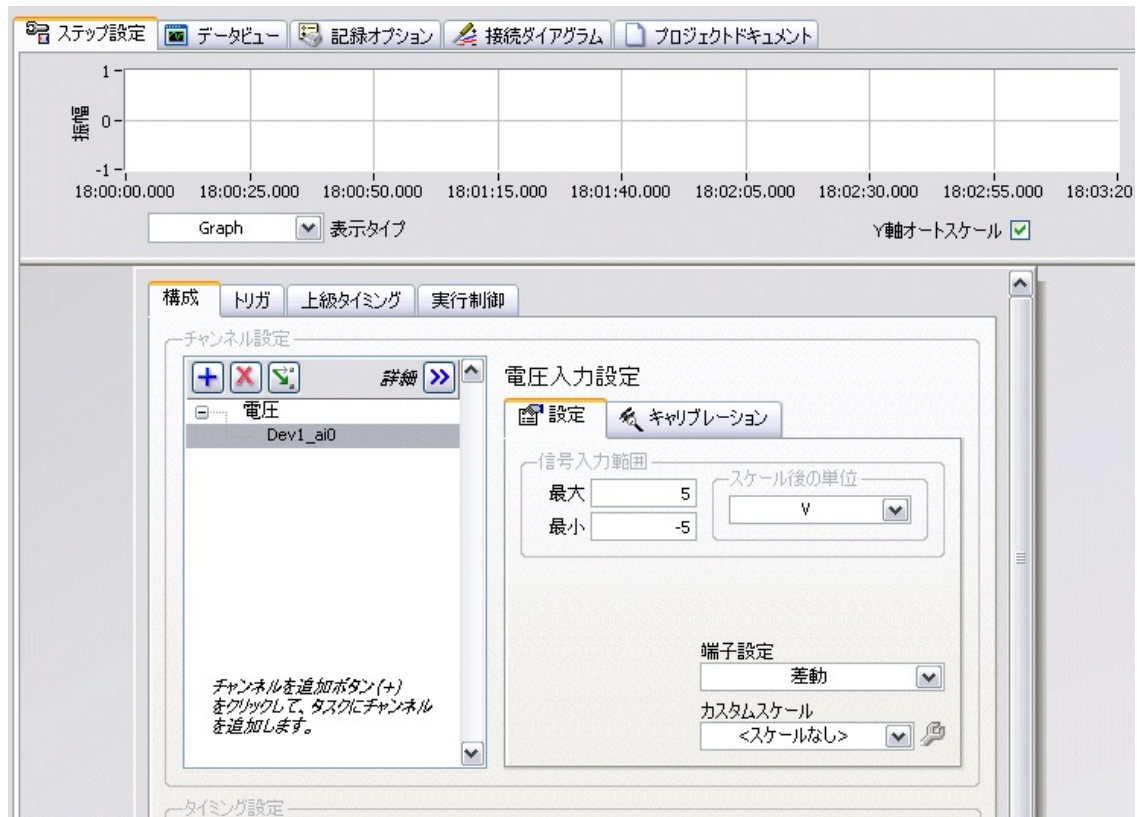 ステップ設定 データビュー 記録オプション 接続ダイアグラム プロジェクトドキュメント
1
0
-1
振幅
18:00:00.000 18:00:25.000 18:00:50.000 18:01:15.000 18:01:40.000 18:02:05.000 18:02:30.000 18:02:55.000 18:03:20
Graph 表示タイプ Y軸オートスケール
構成 トリガ 上級タイミング 実行制御
チャンネル設定
詳細
電圧
Dev1_ai0
チャンネルを追加ボタン(+)
をクリックして、タスクにチャンネル
を追加します。
電圧入力設定
設定 キャリブレーション
信号入力範囲
最大 5
最小 -5
スケール後の単位
V
端子設定
差動
カスタムスケール
<スケールなし>
タイミング設定